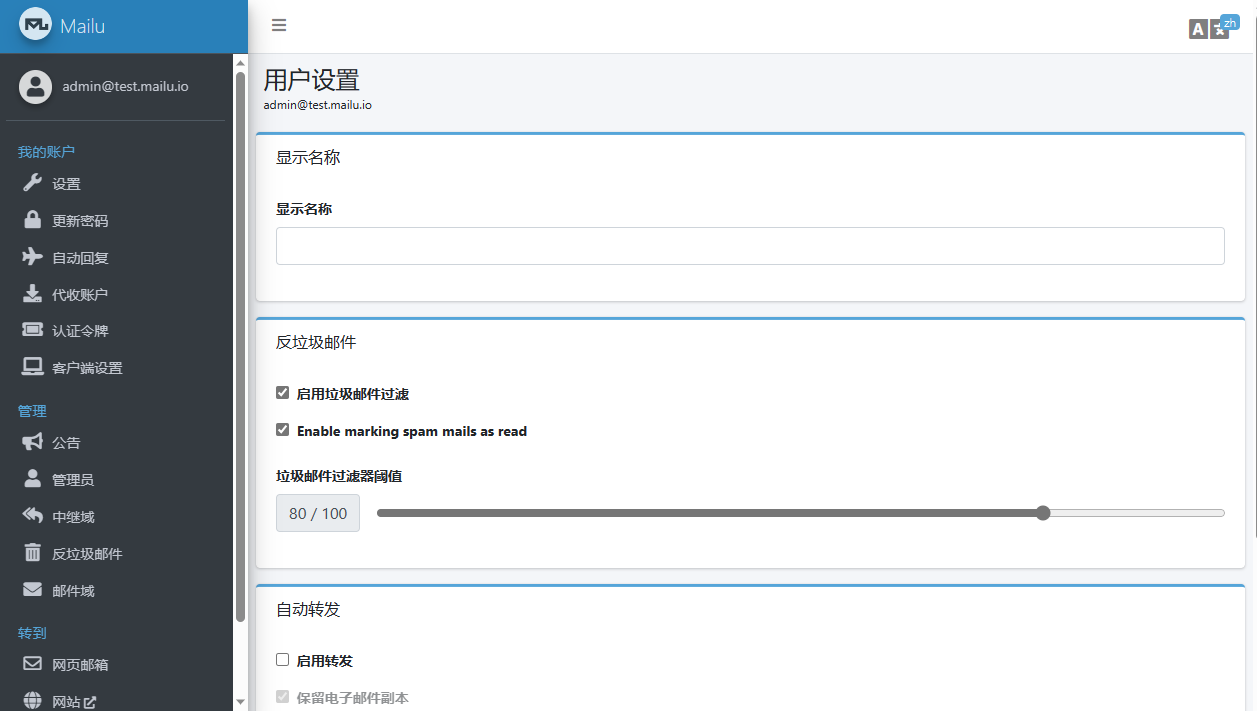 Mailu
zh
admin@test.mailu.io
我的账户
设置
更新密码
自动回复
代收账户
认证令牌
客户端设置
管理
公告
管理员
中继域
反垃圾邮件
邮件域
转到
网页邮箱
网站
用户设置
admin@test.mailu.io
显示名称
显示名称
反垃圾邮件
启用垃圾邮件过滤
Enable marking spam mails as read
垃圾邮件过滤器阈值
80 / 100
自动转发
启用转发
保留电子邮件副本